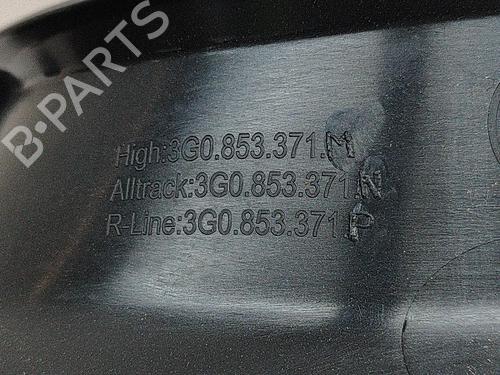 B-PARTS
High:3G0.853.371.M
Alltrack:3G0.853.371.N
R-Line:3G0.853.371.P